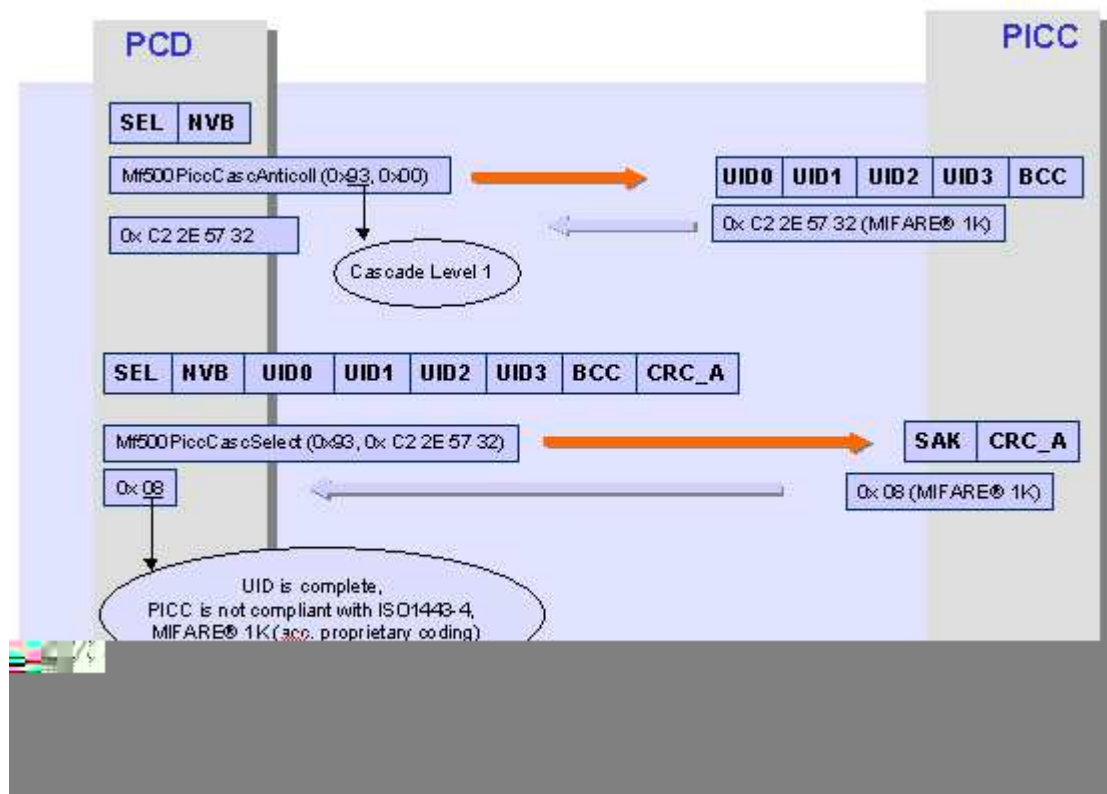 PCD
PICC
SEL NVB
Mf500PiccCascAnticoll (0x93, 0x00)
UID0 UID1 UID2 UID3 BCC
0x C2 2E 57 32
0x C2 2E 57 32 (MIFARE® 1K)
Cascade Level 1
SEL NVB UID0 UID1 UID2 UID3 BCC CRC_A
Mf500PiccCascSelect (0x93, 0x C2 2E 57 32)
SAK CRC_A
0x 08
0x 08 (MIFARE® 1K)
UID is complete,
PICC is not compliant with ISO1443-4,
MIFARE® 1K (acc. proprietary coding)